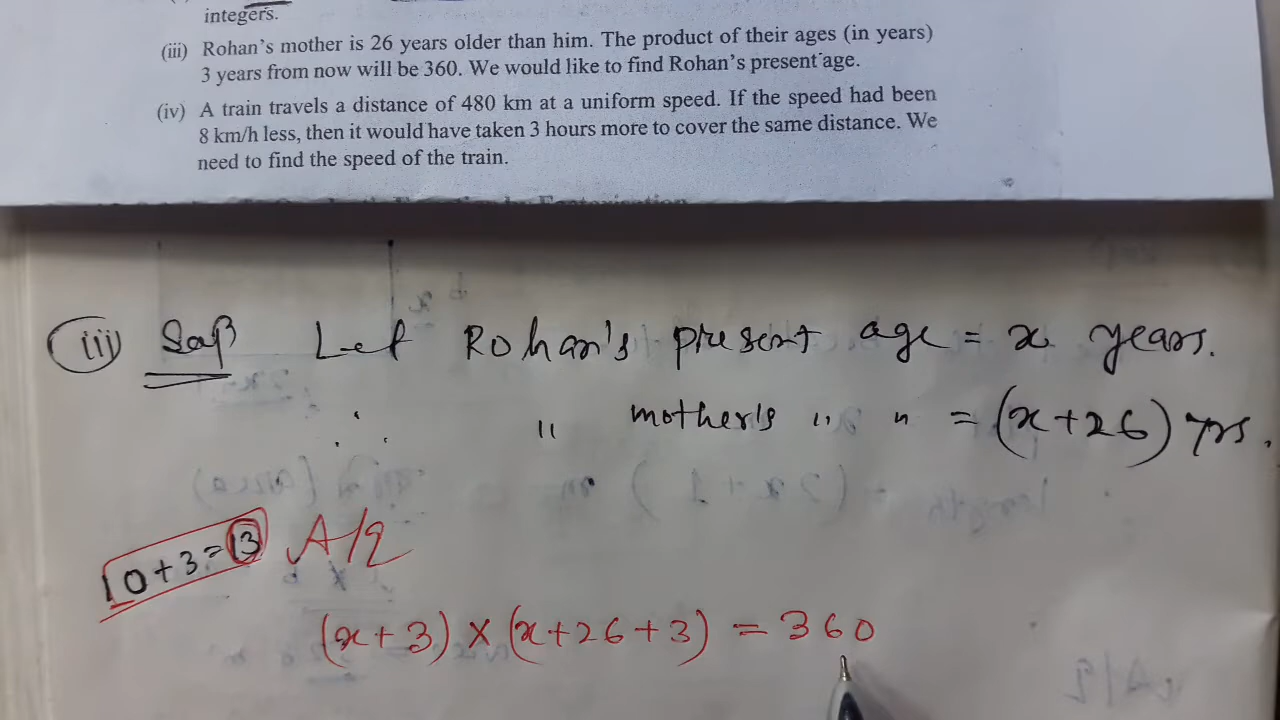 integers.
(iii) Rohan's mother is 26 years older than him. The product of their ages (in years)
3 years from now will be 360. We would like to find Rohan's present age.
(iv) A train travels a distance of 480 km at a uniform speed. If the speed had been
8 km/h less, then it would have taken 3 hours more to cover the same distance. We
need to find the speed of the train.
(iii) Let Rohan's present age = x years.
∴ " mother's " " = (x+26) yrs.
10+3=13 A/q
(x+3) × (x+26+3) = 360